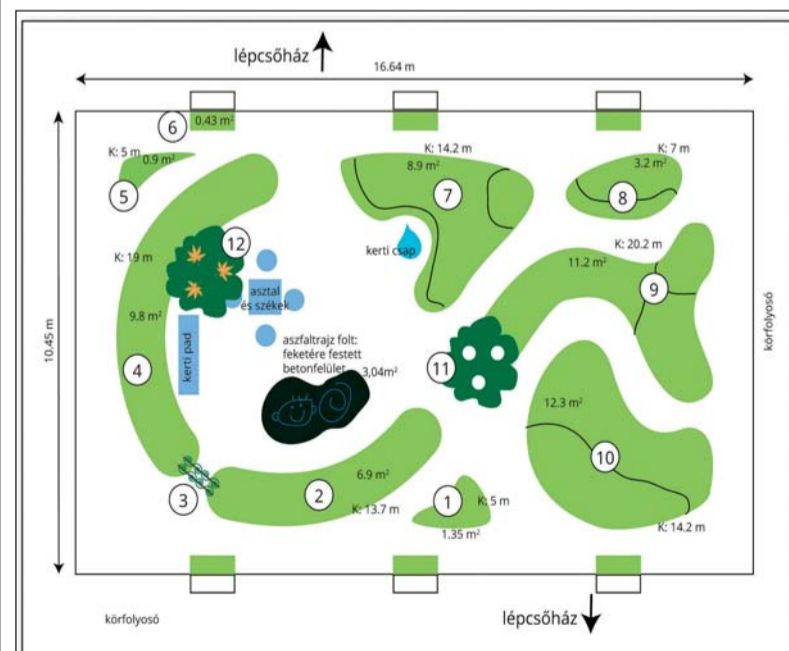 lépcsőház
16.64 m
6
0.43 m²
K: 5 m
0.9 m²
5
K: 14.2 m
8.9 m²
7
K: 7 m
3.2 m²
8
12
K: 19 m
kerti csap
K: 20.2 m
11.2 m²
9
asztal
és székek
9.8 m²
10.45 m
kerti pad
aszfaltrajz folt:
feketére festett
betonfelület
3,04m²
körfolyosó
4
11
12.3 m²
10
6.9 m²
3
2
K: 13.7 m
1
K: 5 m
1.35 m²
K: 14.2 m
körfolyosó
lépcsőház